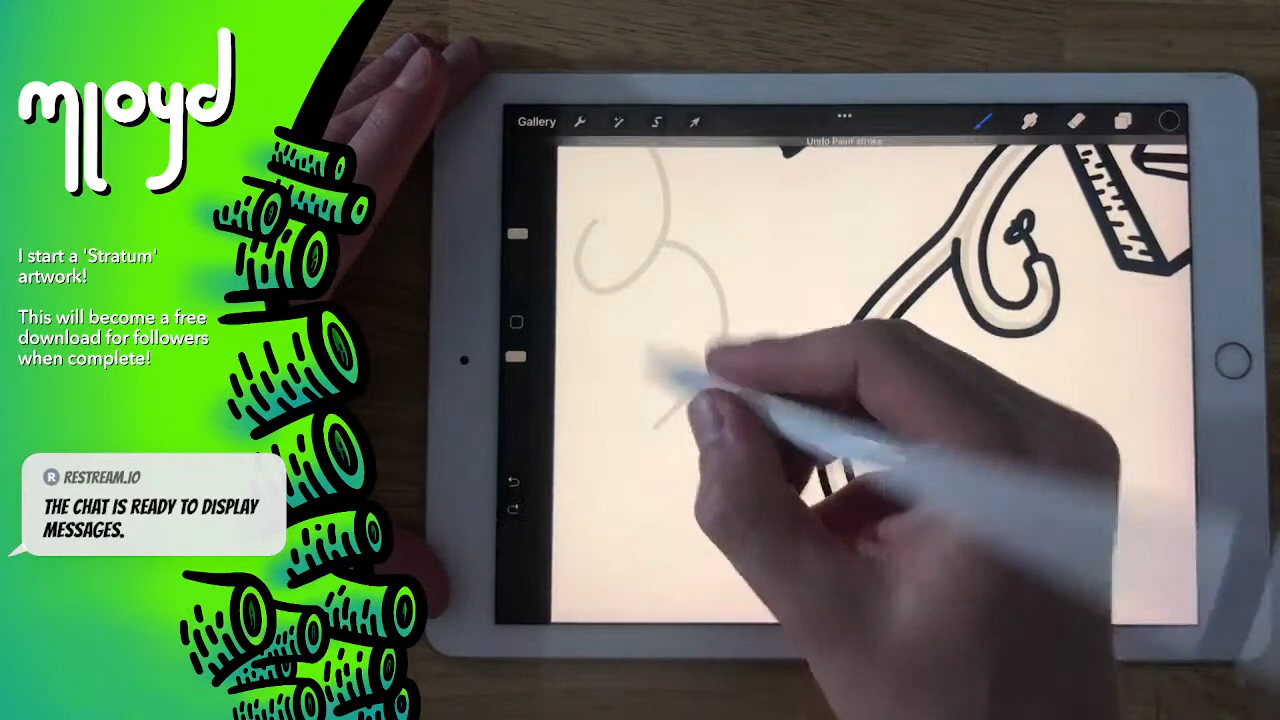 mlloyd
I start a 'Stratum'
artwork!
This will become a free
download for followers
when complete!
R RESTREAM.IO
THE CHAT IS READY TO DISPLAY
MESSAGES.
Gallery
Undo Paint stroke